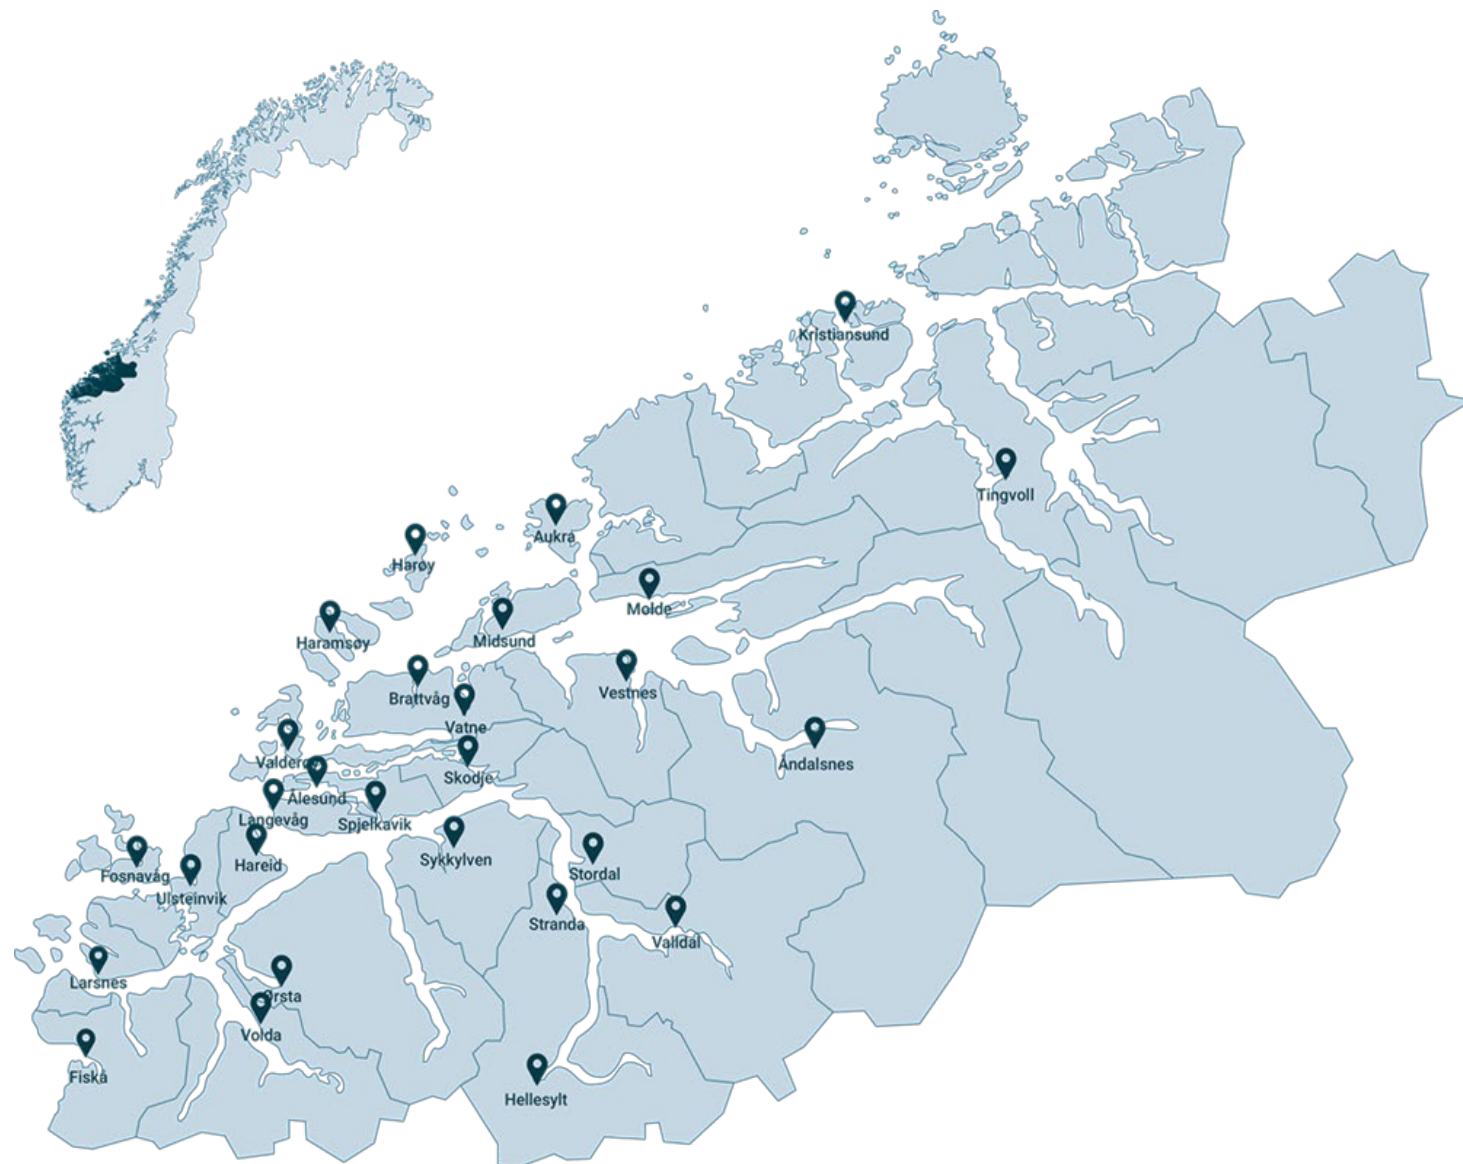 Kristiansund
Tingvoll
Aukra
Harøy
Molde
Haramsøy
Midsund
Vestnes
Brattvåg
Vatne
Valderøy
Åndalsnes
Skodje
Ålesund
Langevåg
Spjelkavik
Sykkylven
Hareid
Stordal
Fosnavåg
Ulsteinvik
Stranda
Valldal
Larsnes
Ørsta
Volda
Fiskå
Hellesylt